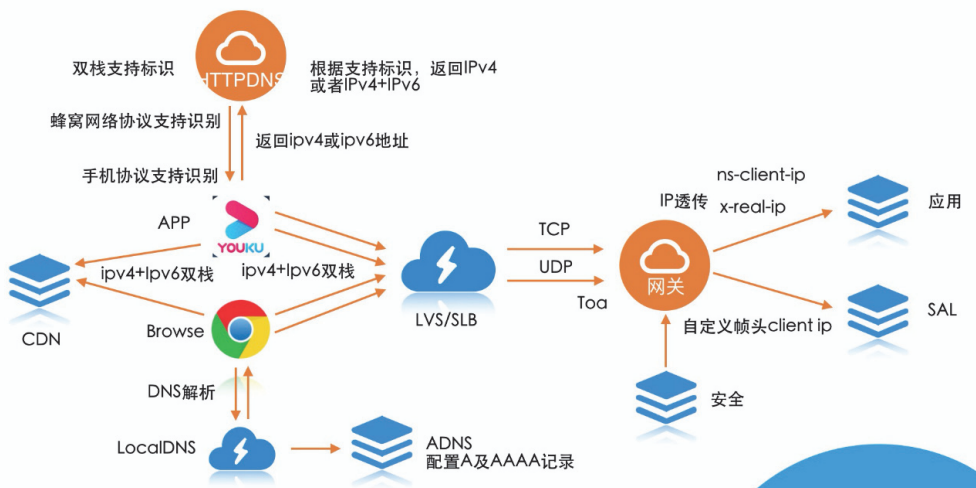 双栈支持标识
HTTPDNS
根据支持标识，返回IPv4
或者IPv4+IPv6
蜂窝网络协议支持识别
返回ipv4或ipv6地址
手机协议支持识别
APP
YOUKU
ipv4+Ipv6双栈
ipv4+Ipv6双栈
CDN
Browse
LVS/SLB
TCP
UDP
Toa
IP透传
ns-client-ip
x-real-ip
网关
应用
SAL
自定义帧头client ip
安全
DNS解析
LocalDNS
ADNS
配置A及AAAA记录